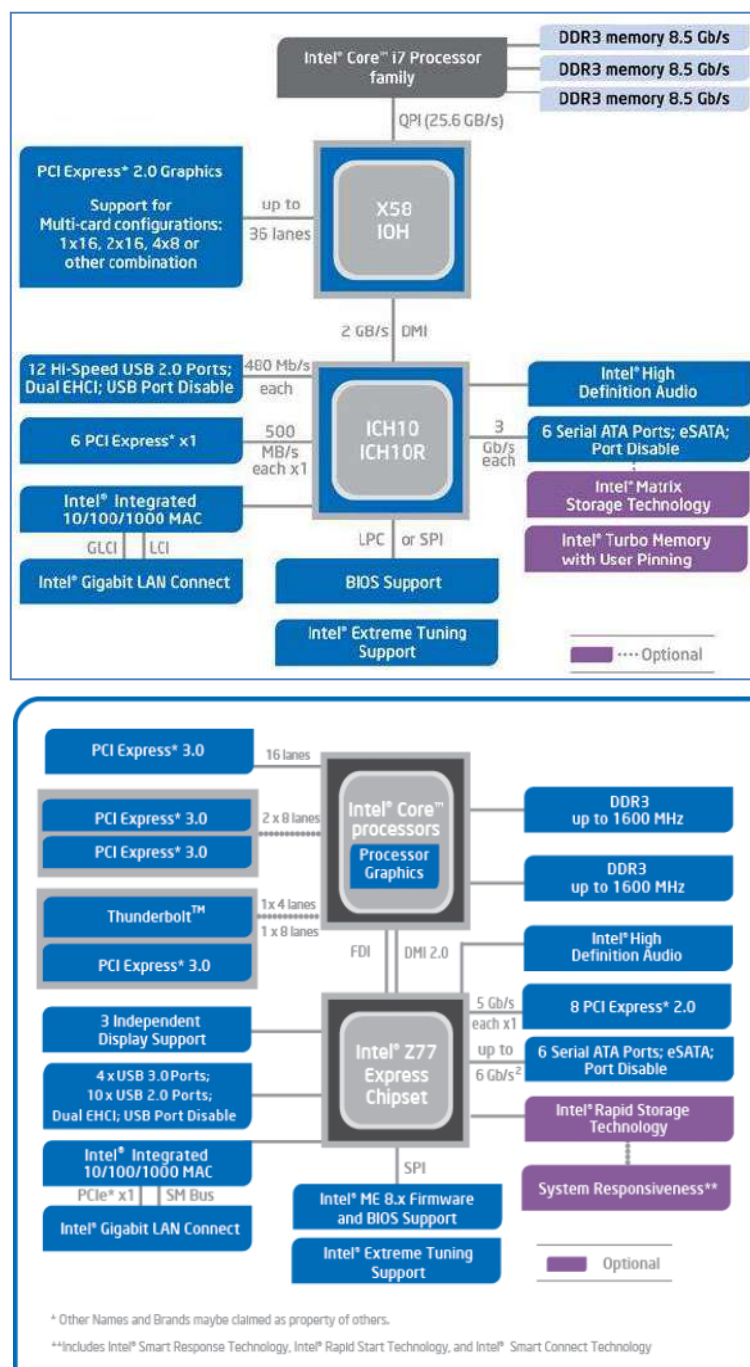 Intel® Core™ i7 Processor
family
DDR3 memory 8.5 Gb/s
DDR3 memory 8.5 Gb/s
DDR3 memory 8.5 Gb/s
QPI (25.6 GB/s)
PCI Express* 2.0 Graphics
Support for
Multi-card configurations:
1x16, 2x16, 4x8 or
other combination
up to
36 lanes
X58
IOH
2 GB/s DMI
12 Hi-Speed USB 2.0 Ports;
Dual EHCI; USB Port Disable
480 Mb/s
each
6 PCI Express* x1
500
MB/s
each x1
Intel® Integrated
10/100/1000 MAC
GLCI LCI
Intel® Gigabit LAN Connect
ICH10
ICH10R
Intel® High
Definition Audio
3
Gb/s
each
6 Serial ATA Ports; eSATA;
Port Disable
Intel® Matrix
Storage Technology
Intel® Turbo Memory
with User Pinning
LPC or SPI
BIOS Support
Intel® Extreme Tuning
Support
Optional
PCI Express* 3.0
16 lanes
PCI Express* 3.0
PCI Express* 3.0
2 x 8 lanes
Thunderbolt™
PCI Express* 3.0
1x 4 lanes
1 x 8 lanes
Intel® Core™
processors
Processor
Graphics
DDR3
up to 1600 MHz
DDR3
up to 1600 MHz
FDI DMI 2.0
Intel® High
Definition Audio
3 Independent
Display Support
4 x USB 3.0 Ports;
10 x USB 2.0 Ports;
Dual EHCI; USB Port Disable
Intel® Integrated
10/100/1000 MAC
PCIe* x1 SM Bus
Intel® Gigabit LAN Connect
Intel® Z77
Express
Chipset
5 Gb/s
each x1
8 PCI Express* 2.0
up to
6 Gb/s²
6 Serial ATA Ports; eSATA;
Port Disable
Intel® Rapid Storage
Technology
System Responsiveness**
SPI
Intel® ME 8.x Firmware
and BIOS Support
Intel® Extreme Tuning
Support
Optional
* Other Names and Brands maybe claimed as property of others.
**Includes Intel® Smart Response Technology, Intel® Rapid Start Technology, and Intel® Smart Connect Technology